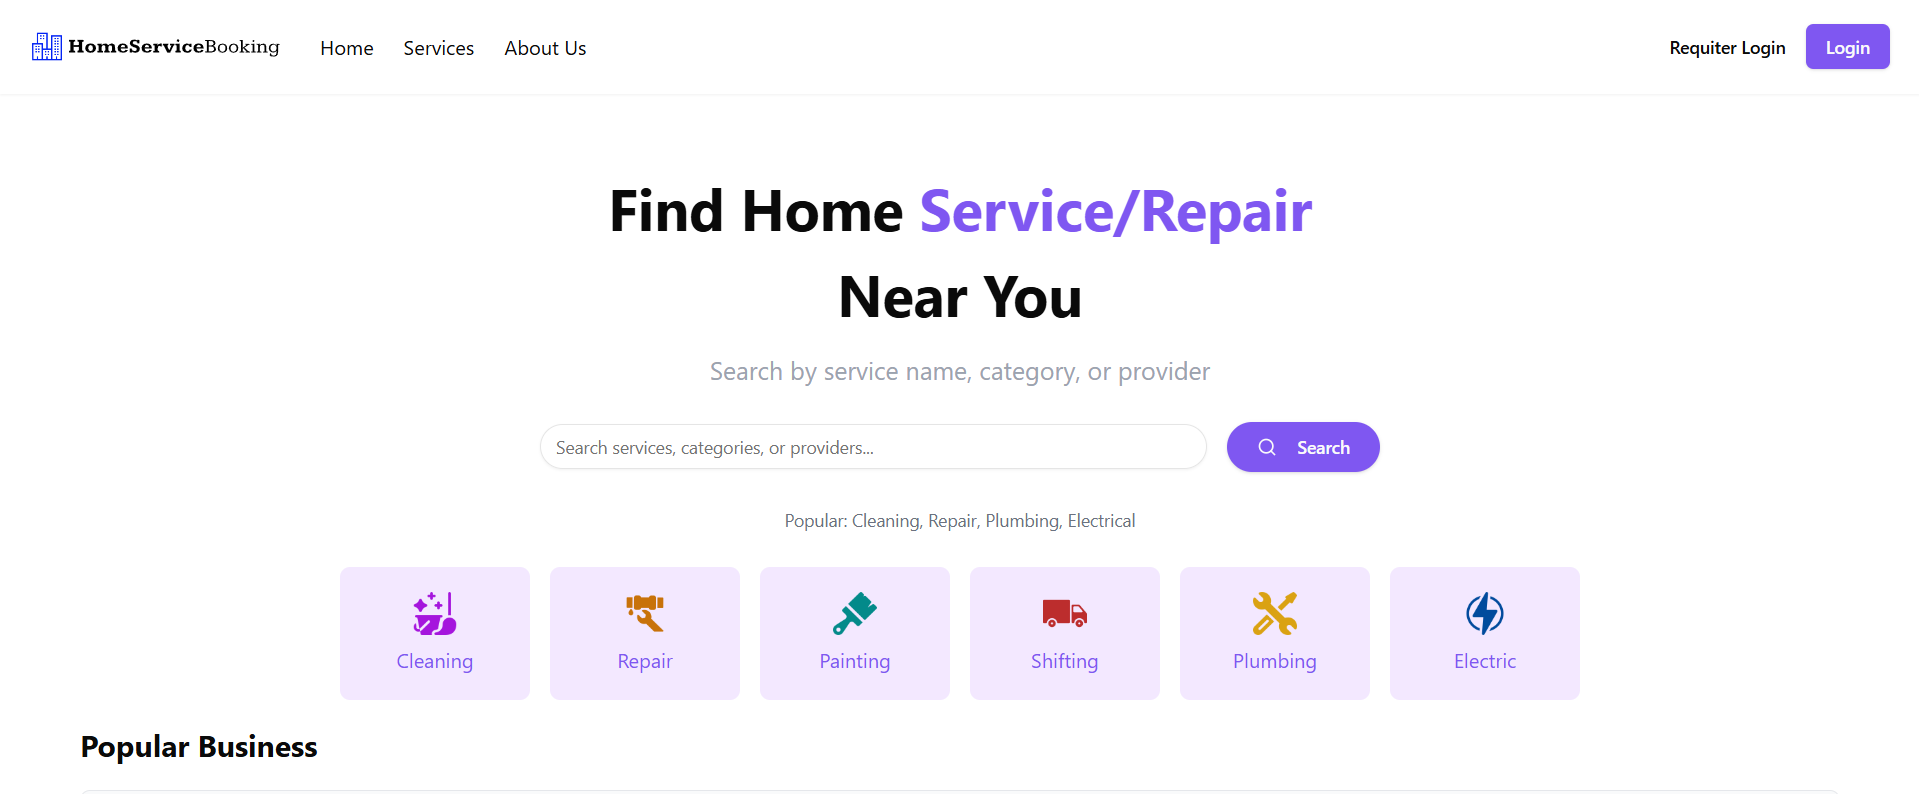 HomeServiceBooking
Home Services About Us
Requiter Login Login
Find Home Service/Repair
Near You
Search by service name, category, or provider
Search services, categories, or providers...
Search
Popular: Cleaning, Repair, Plumbing, Electrical
Cleaning Repair Painting Shifting Plumbing Electric
Popular Business